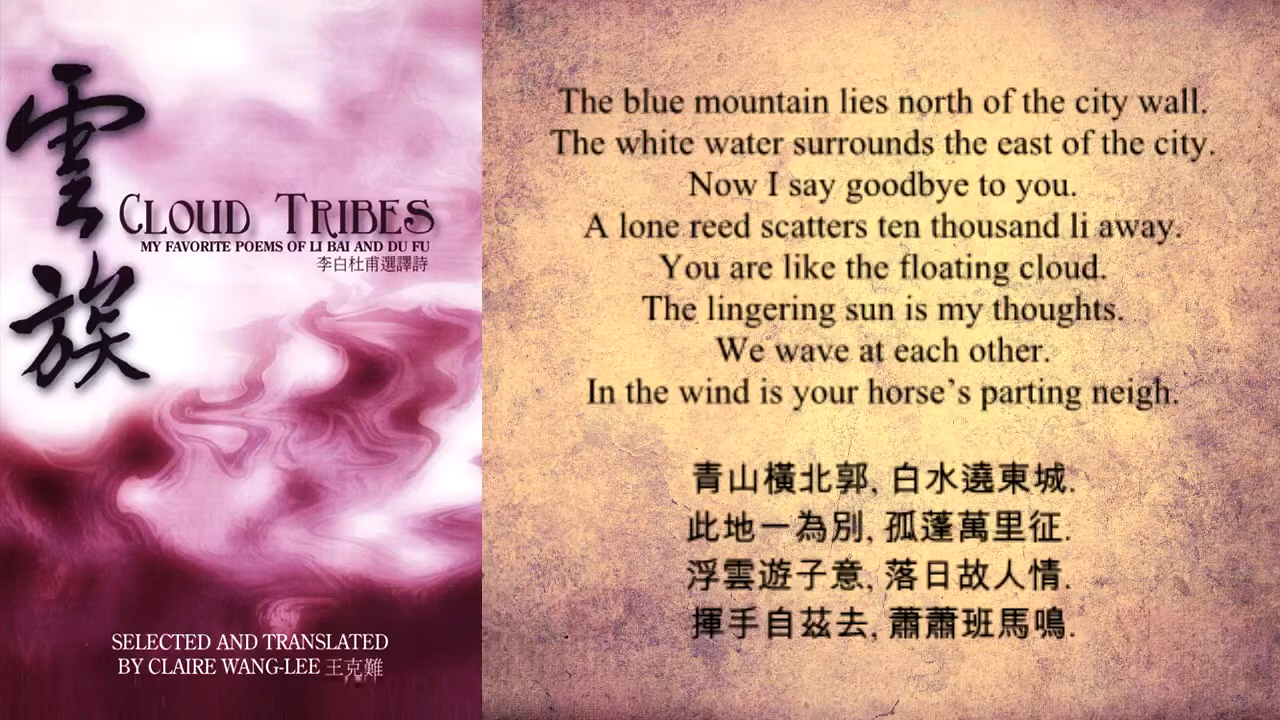 雲族
CLOUD TRIBES
MY FAVORITE POEMS OF LI BAI AND DU FU
李白杜甫選譯詩
SELECTED AND TRANSLATED
BY CLAIRE WANG-LEE 王克難
The blue mountain lies north of the city wall.
The white water surrounds the east of the city.
Now I say goodbye to you.
A lone reed scatters ten thousand li away.
You are like the floating cloud.
The lingering sun is my thoughts.
We wave at each other.
In the wind is your horse’s parting neigh.
青山橫北郭, 白水遶東城.
此地一為別, 孤蓬萬里征.
浮雲遊子意, 落日故人情.
揮手自茲去, 蕭蕭班馬鳴.